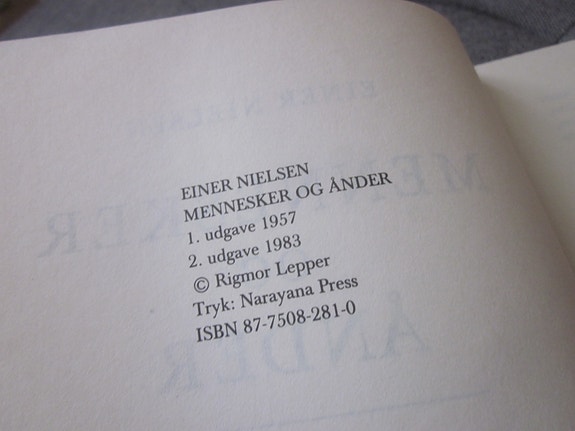 EINER NIELSEN
MENNESKER OG ÅNDER
1. udgave 1957
2. udgave 1983
© Rigmor Lepper
Tryk: Narayana Press
ISBN 87-7508-281-0